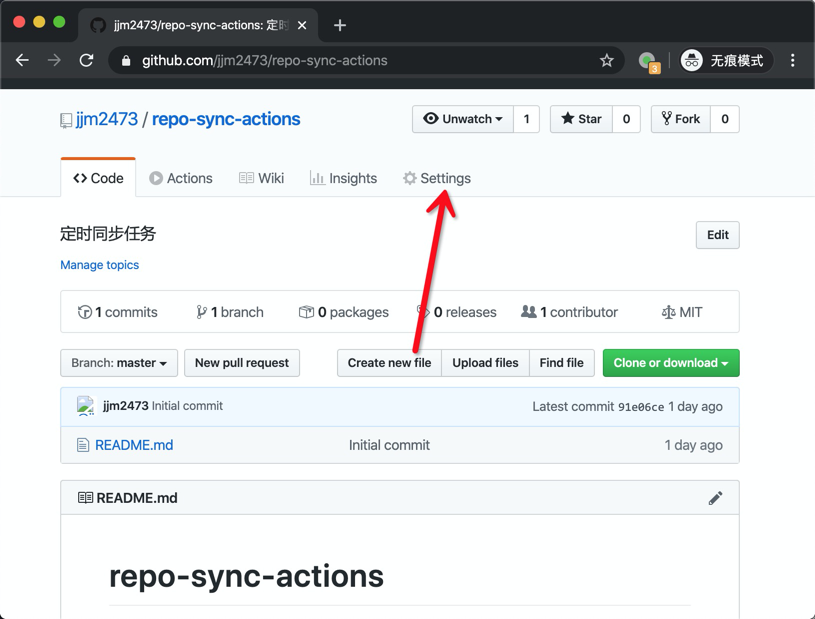 jjm2473/repo-sync-actions: 定时
github.com/jjm2473/repo-sync-actions
3
无痕模式
jjm2473 / repo-sync-actions
Unwatch 1
Star 0
Fork 0
Code
Actions
Wiki
Insights
Settings
定时同步任务
Edit
Manage topics
1 commits
1 branch
0 packages
0 releases
1 contributor
MIT
Branch: master
New pull request
Create new file
Upload files
Find file
Clone or download
jjm2473 Initial commit
Latest commit 91e06ce 1 day ago
README.md
Initial commit
1 day ago
README.md
repo-sync-actions